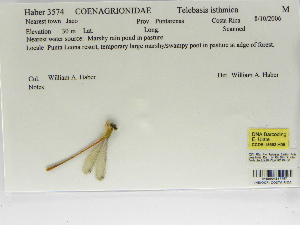 Haber 3574 COENAGRIONIDAE Telebasis isthmica M
Nearest town Jaco Prov. Puntarenas Costa Rica 8/10/2006
Elevation 30 m Lat. Long. Scanned
Nearest water source Marshy rain pond in pasture
Locale Punta Leona resort, temporary large marshy/swampy pool in pasture at edge of forest.
Col. William A. Haber Det. William A. Haber
Notes
DNA Barcoding